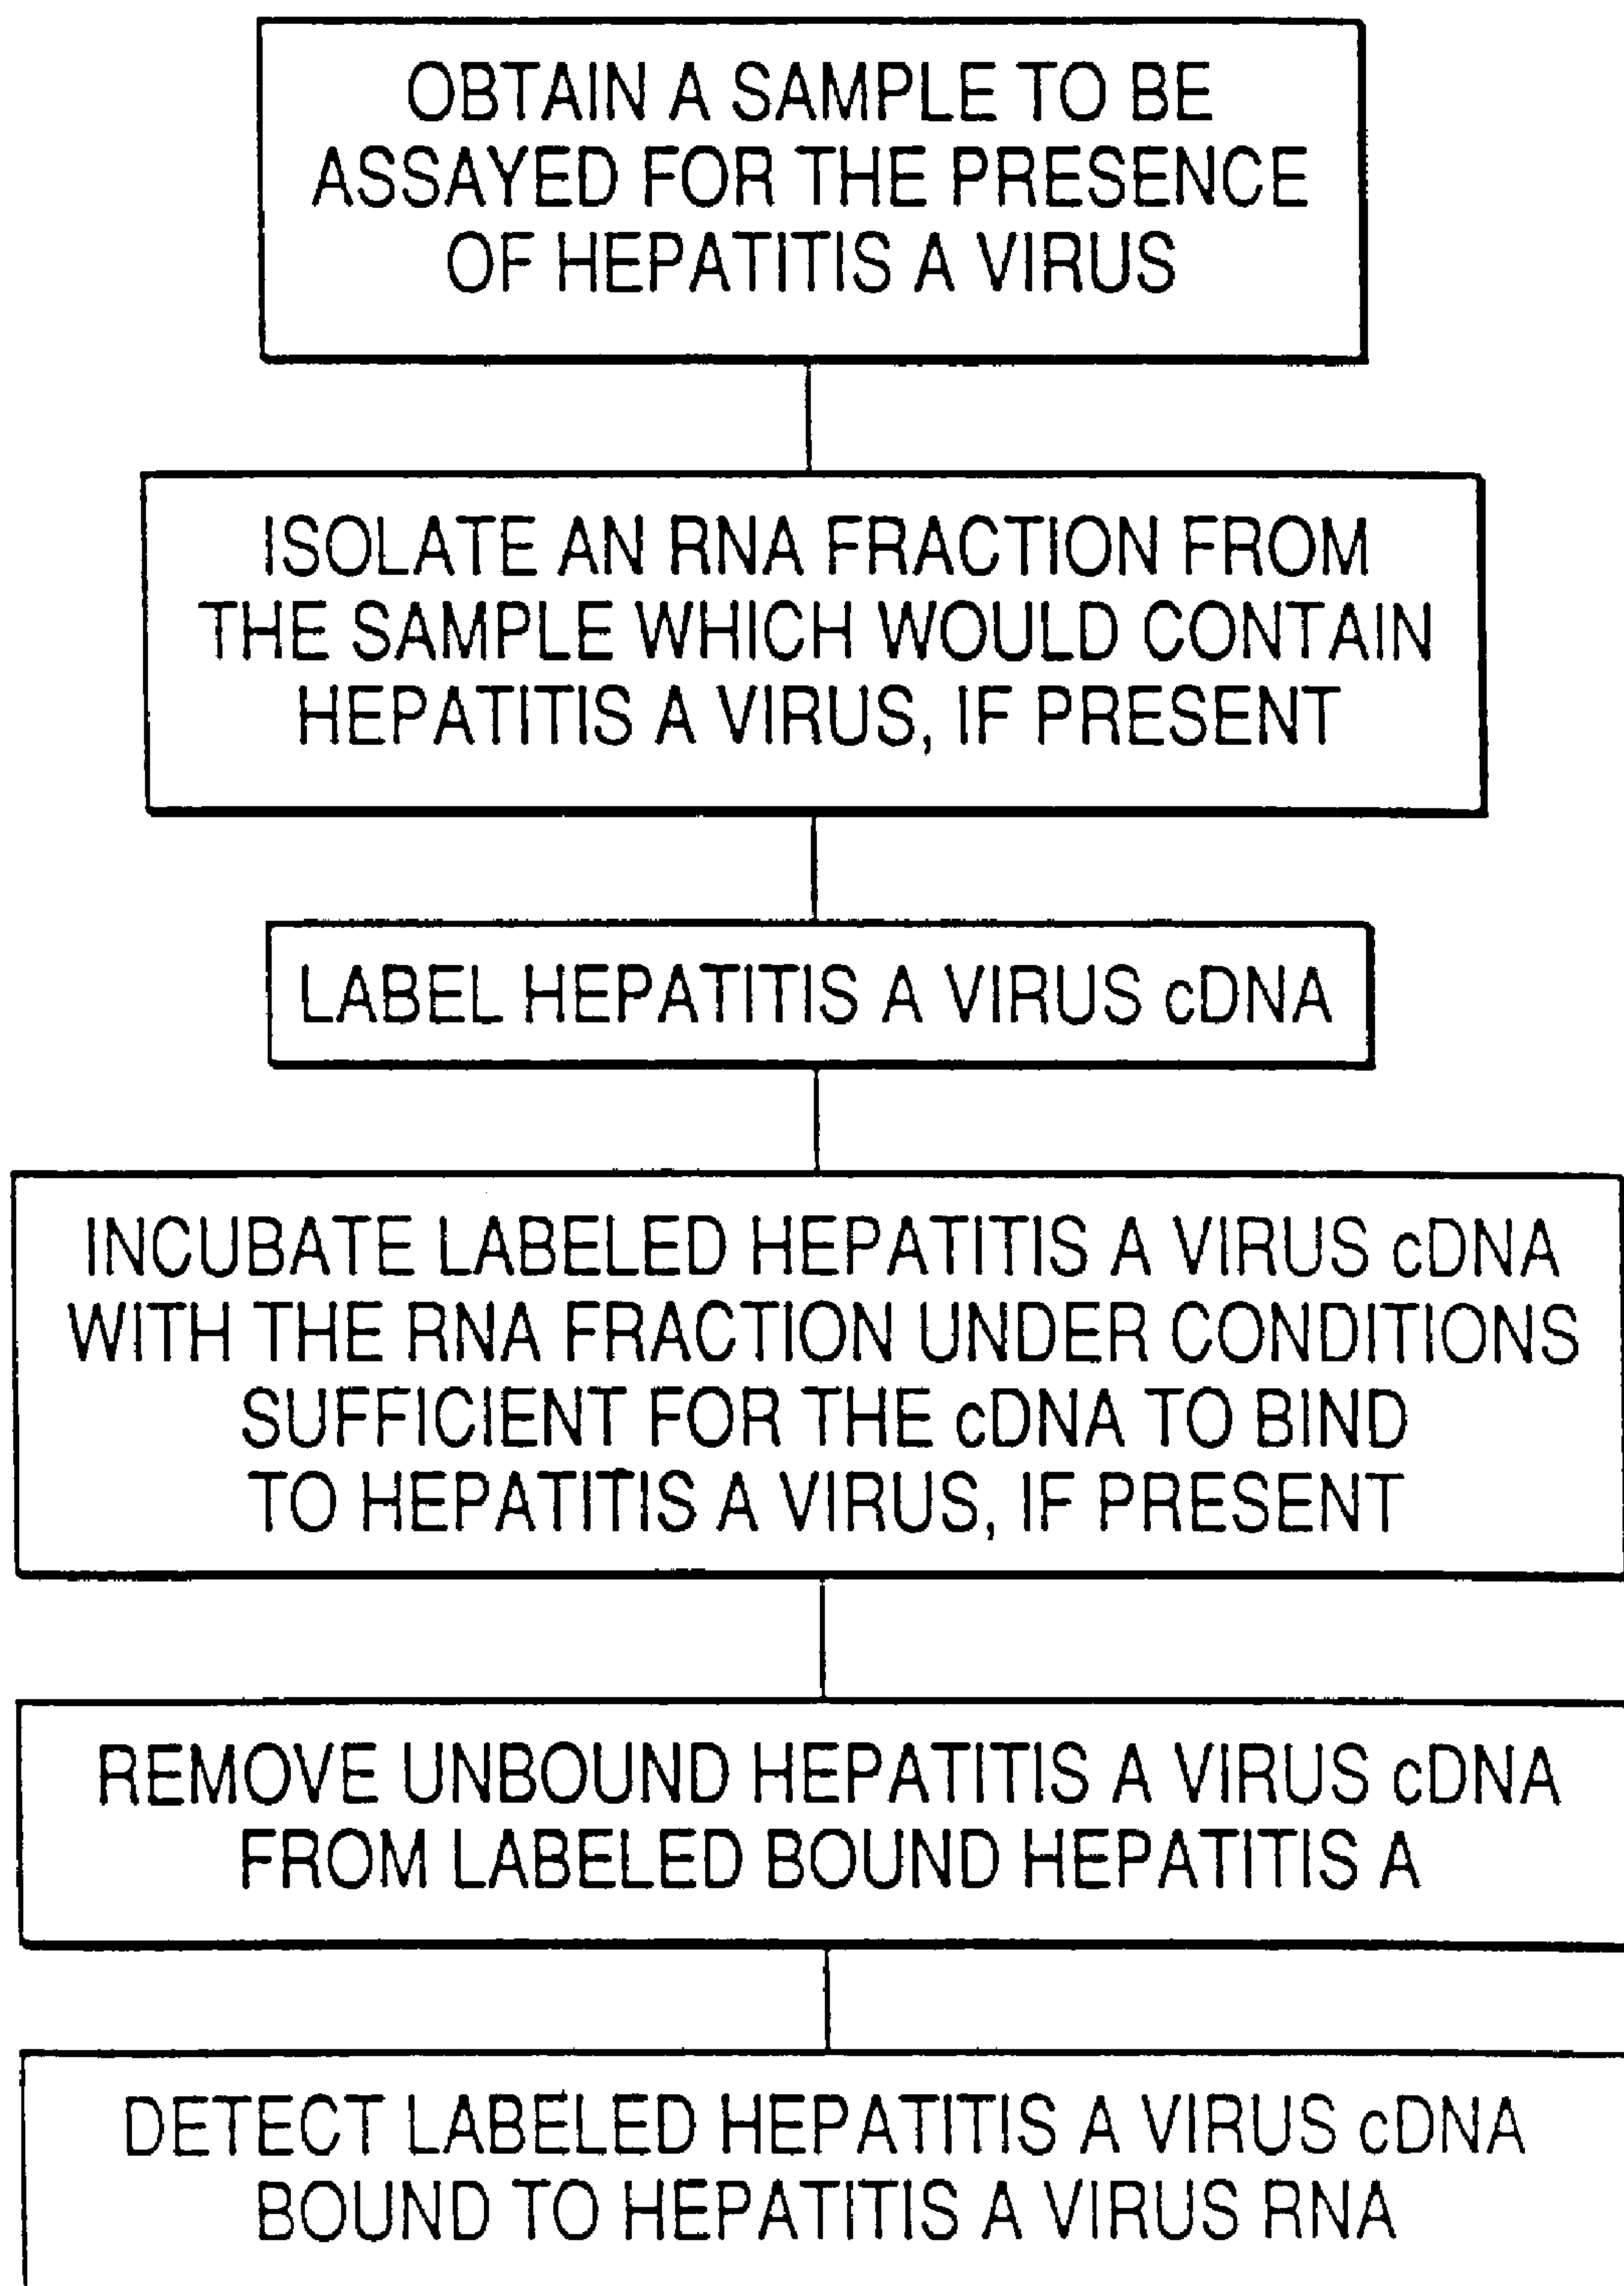 OBTAIN A SAMPLE TO BE
ASSAYED FOR THE PRESENCE
OF HEPATITIS A VIRUS
ISOLATE AN RNA FRACTION FROM
THE SAMPLE WHICH WOULD CONTAIN
HEPATITIS A VIRUS, IF PRESENT
LABEL HEPATITIS A VIRUS cDNA
INCUBATE LABELED HEPATITIS A VIRUS cDNA
WITH THE RNA FRACTION UNDER CONDITIONS
SUFFICIENT FOR THE cDNA TO BIND
TO HEPATITIS A VIRUS, IF PRESENT
REMOVE UNBOUND HEPATITIS A VIRUS cDNA
FROM LABELED BOUND HEPATITIS A
DETECT LABELED HEPATITIS A VIRUS cDNA
BOUND TO HEPATITIS A VIRUS RNA